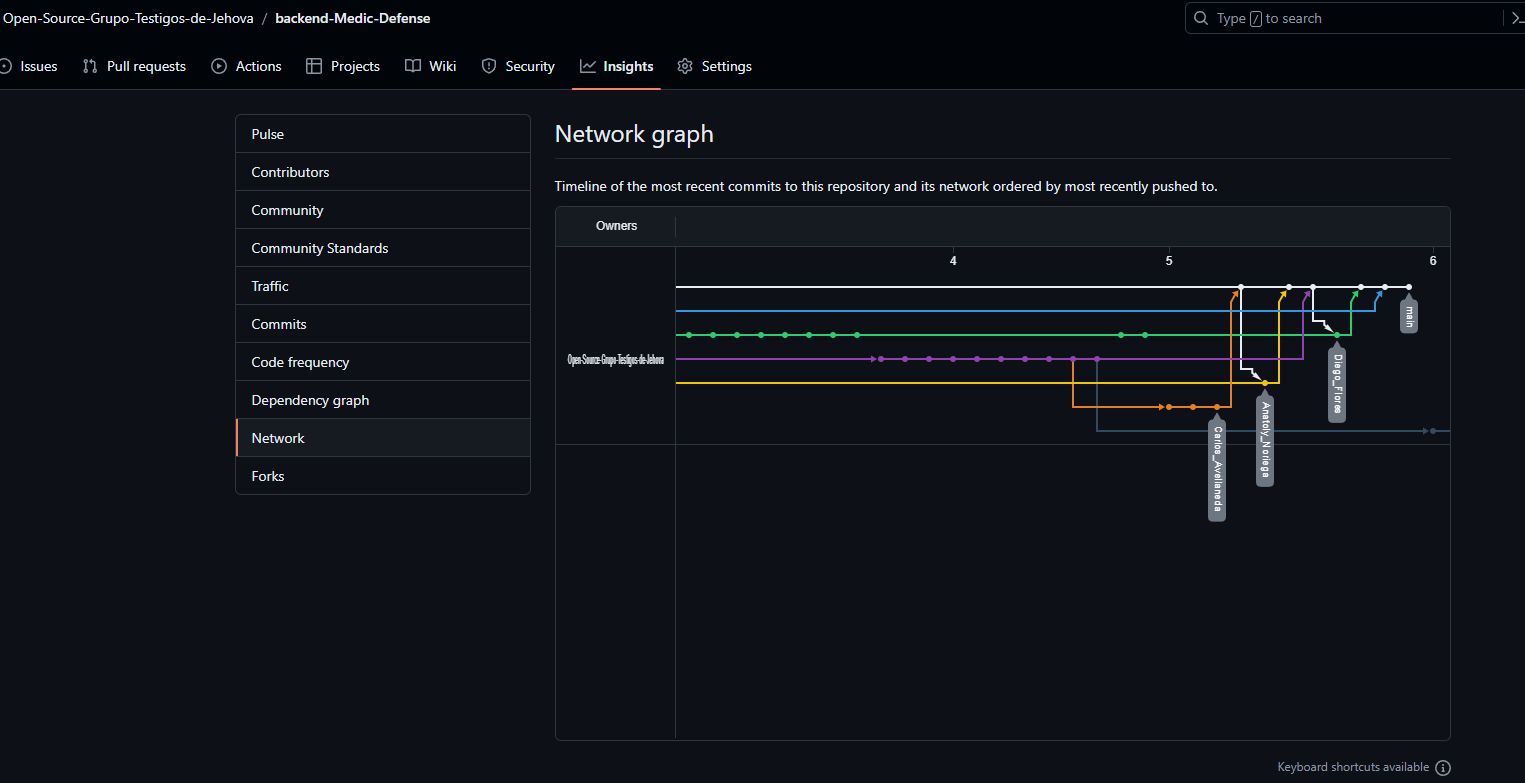 Open-Source-Grupo-Testigos-de-Jehova / backend-Medic-Defense
Type / to search
Issues
Pull requests
Actions
Projects
Wiki
Security
Insights
Settings
Pulse
Contributors
Community
Community Standards
Traffic
Commits
Code frequency
Dependency graph
Network
Forks
Network graph
Timeline of the most recent commits to this repository and its network ordered by most recently pushed to.
Owners
4 5 6
Open-Source-Grupo-Testigos-de-Jehova
main
Diego_Flores
Anatoly_Noriega
Carlos_Avellaneda
Keyboard shortcuts available